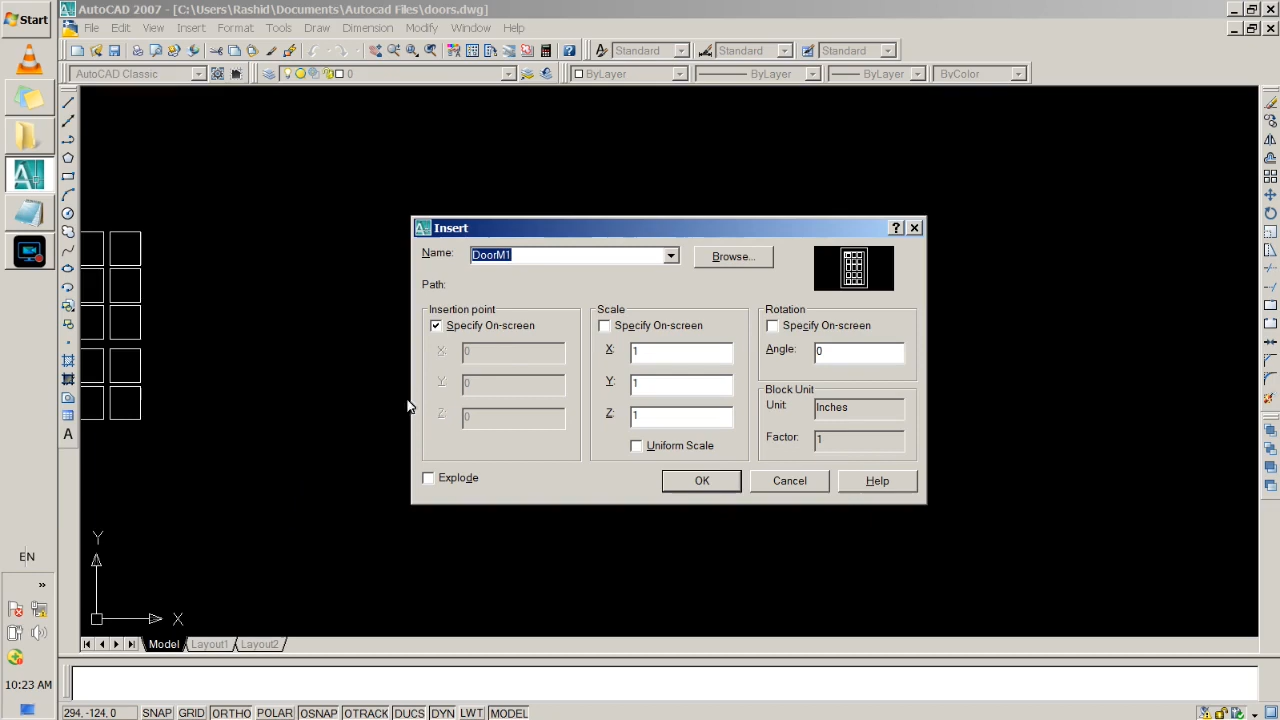 Start
AutoCAD 2007 - [C:\Users\Rashid\Documents\Autocad Files\doors.dwg]
File Edit View Insert Format Tools Draw Dimension Modify Window Help
Standard Standard Standard
AutoCAD Classic 0 ByLayer ByLayer ByLayer ByColor
Insert
Name: DoorM1 Browse...
Path:
Insertion point Scale Rotation
Specify On-screen Specify On-screen Specify On-screen
X: 0 X: 1 Angle: 0
Y: 0 Y: 1
Block Unit
Z: 0 Z: 1 Unit: Inches
Uniform Scale Factor: 1
Explode OK Cancel Help
Y
X
EN
»
Model Layout1 Layout2
10:23 AM
294, -124, 0 SNAP GRID ORTHO POLAR OSNAP OTRACK DUCS DYN LWT MODEL
A